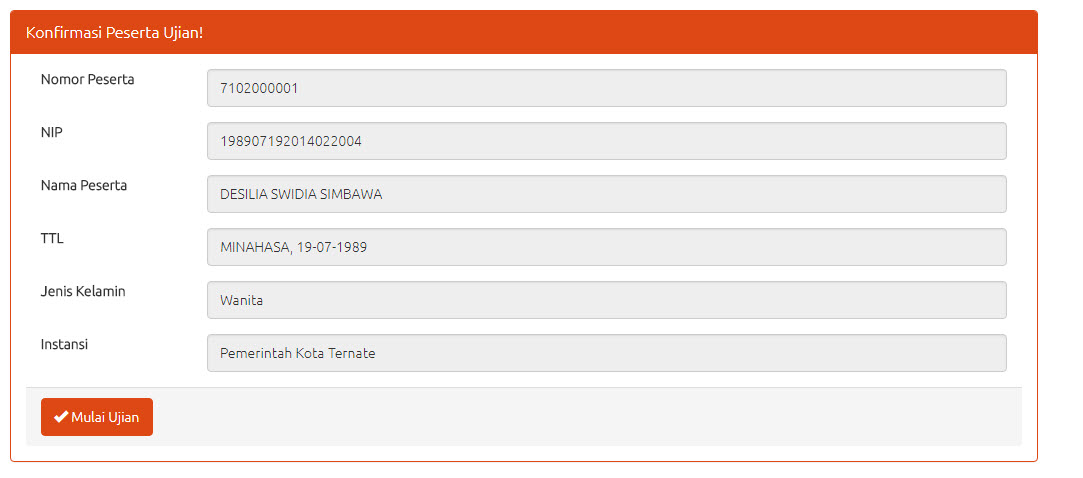 Konfirmasi Peserta Ujian!
Nomor Peserta
7102000001
NIP
198907192014022004
Nama Peserta
DESILIA SWIDIA SIMBAWA
TTL
MINAHASA, 19-07-1989
Jenis Kelamin
Wanita
Instansi
Pemerintah Kota Ternate
Mulai Ujian